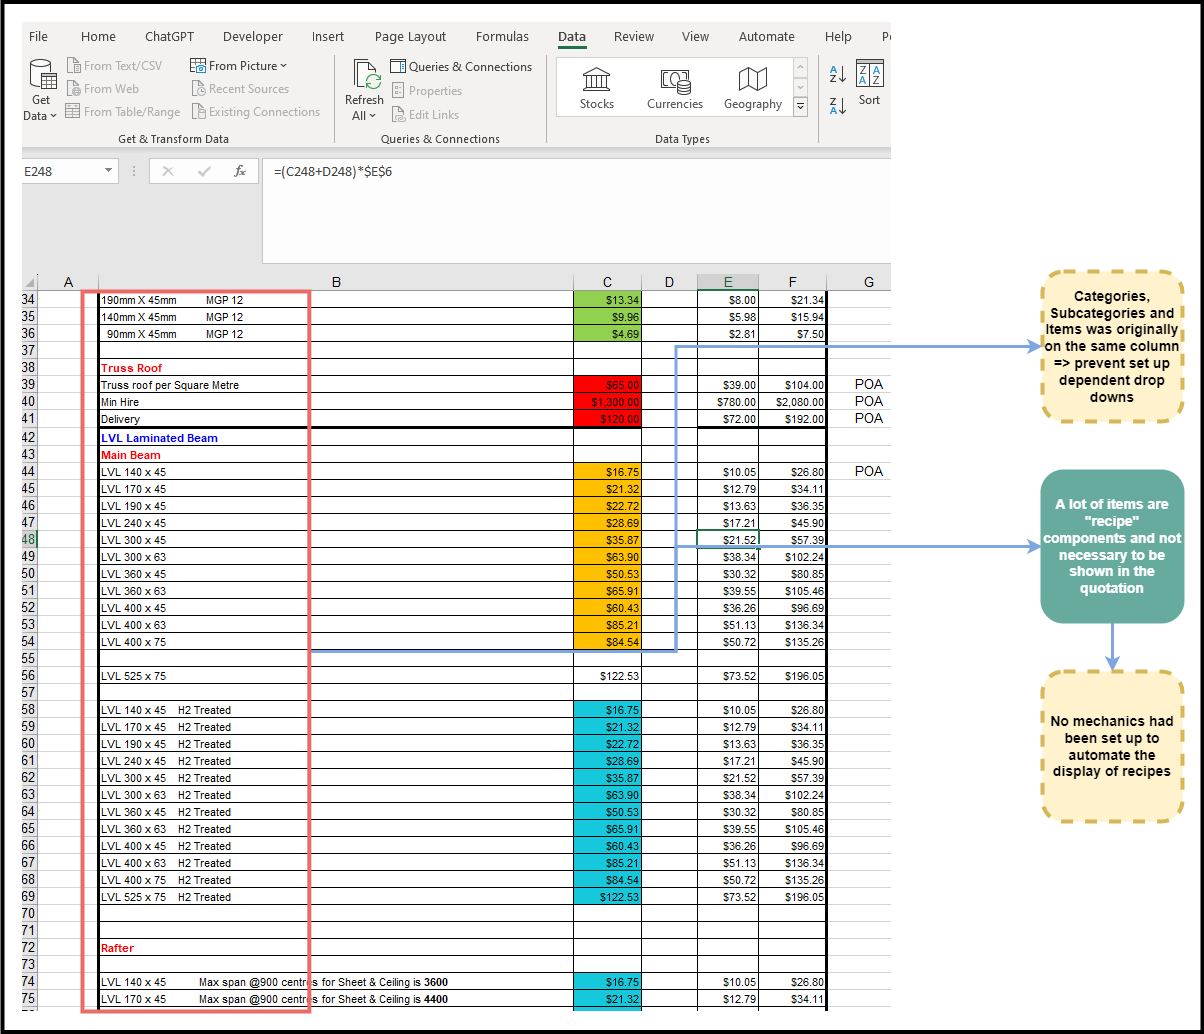 File Home ChatGPT Developer Insert Page Layout Formulas Data Review View Automate Help
Get Data
From Text/CSV
From Web
From Table/Range
From Picture
Recent Sources
Existing Connections
Get & Transform Data
Refresh All
Queries & Connections
Properties
Edit Links
Queries & Connections
Stocks Currencies Geography
Data Types
Sort
E248 fx =(C248+D248)*$E$6
A B C D E F G
34 190mm X 45mm MGP 12 $13.34 $8.00 $21.34
35 140mm X 45mm MGP 12 $9.96 $5.98 $15.94
36 90mm X 45mm MGP 12 $4.69 $2.81 $7.50
37
38 Truss Roof
39 Truss roof per Square Metre $65.00 $39.00 $104.00 POA
40 Min Hire $1,300.00 $780.00 $2,080.00 POA
41 Delivery $120.00 $72.00 $192.00 POA
42 LVL Laminated Beam
43 Main Beam
44 LVL 140 x 45 $16.75 $10.05 $26.80 POA
45 LVL 170 x 45 $21.32 $12.79 $34.11
46 LVL 190 x 45 $22.72 $13.63 $36.35
47 LVL 240 x 45 $28.69 $17.21 $45.90
48 LVL 300 x 45 $35.87 $21.52 $57.39
49 LVL 300 x 63 $63.90 $38.34 $102.24
50 LVL 360 x 45 $50.53 $30.32 $80.85
51 LVL 360 x 63 $65.91 $39.55 $105.46
52 LVL 400 x 45 $60.43 $36.26 $96.69
53 LVL 400 x 63 $85.21 $51.13 $136.34
54 LVL 400 x 75 $84.54 $50.72 $135.26
55
56 LVL 525 x 75 $122.53 $73.52 $196.05
57
58 LVL 140 x 45 H2 Treated $16.75 $10.05 $26.80
59 LVL 170 x 45 H2 Treated $21.32 $12.79 $34.11
60 LVL 190 x 45 H2 Treated $22.72 $13.63 $36.35
61 LVL 240 x 45 H2 Treated $28.69 $17.21 $45.90
62 LVL 300 x 45 H2 Treated $35.87 $21.52 $57.39
63 LVL 300 x 63 H2 Treated $63.90 $38.34 $102.24
64 LVL 360 x 45 H2 Treated $50.53 $30.32 $80.85
65 LVL 360 x 63 H2 Treated $65.91 $39.55 $105.46
66 LVL 400 x 45 H2 Treated $60.43 $36.26 $96.69
67 LVL 400 x 63 H2 Treated $85.21 $51.13 $136.34
68 LVL 400 x 75 H2 Treated $84.54 $50.72 $135.26
69 LVL 525 x 75 H2 Treated $122.53 $73.52 $196.05
70
71
72 Rafter
73
74 LVL 140 x 45 Max span @900 centres for Sheet & Ceiling is 3600 $16.75 $10.05 $26.80
75 LVL 170 x 45 Max span @900 centres for Sheet & Ceiling is 4400 $21.32 $12.79 $34.11
Categories,
Subcategories and
Items was originally
on the same column
=> prevent set up
dependent drop
downs
A lot of items are
"recipe"
components and not
necessary to be
shown in the
quotation
No mechanics had
been set up to
automate the
display of recipes